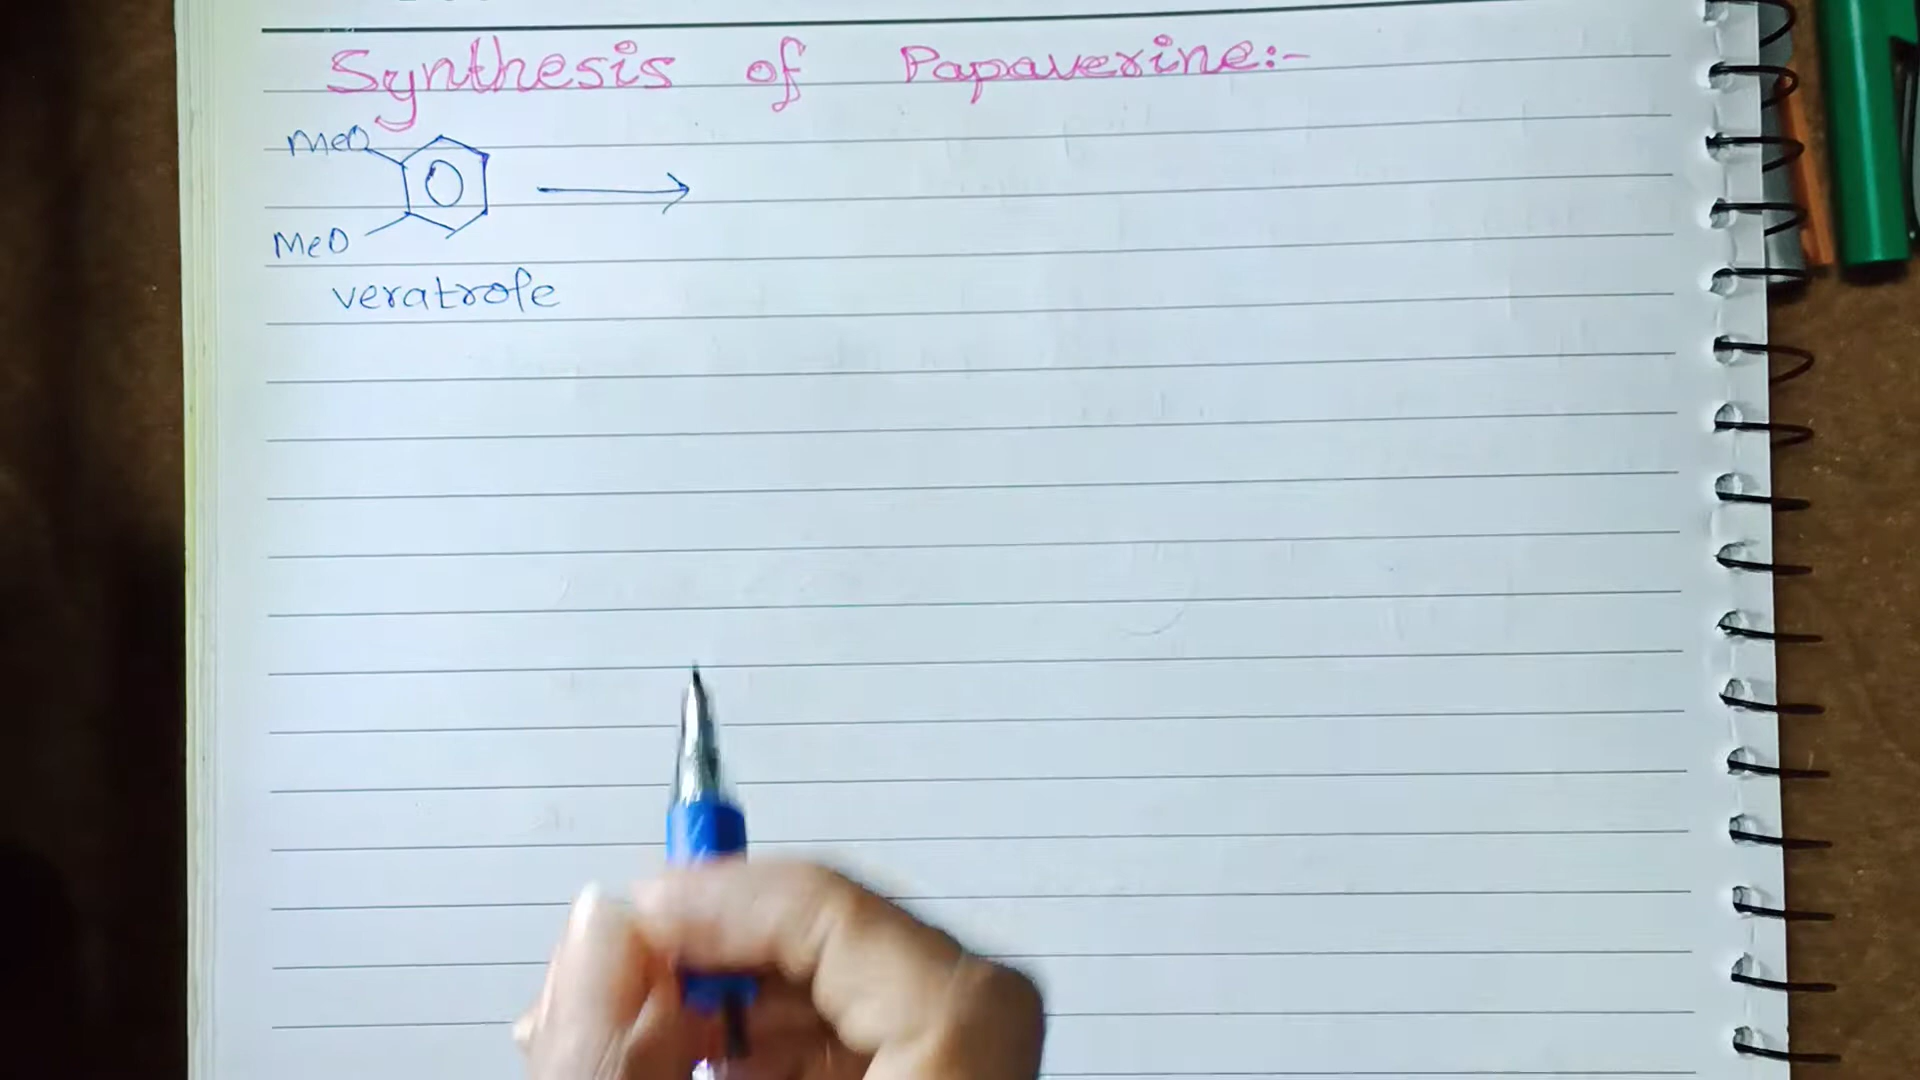 Synthesis of Papaverine:-
MeO
MeO
veratrole